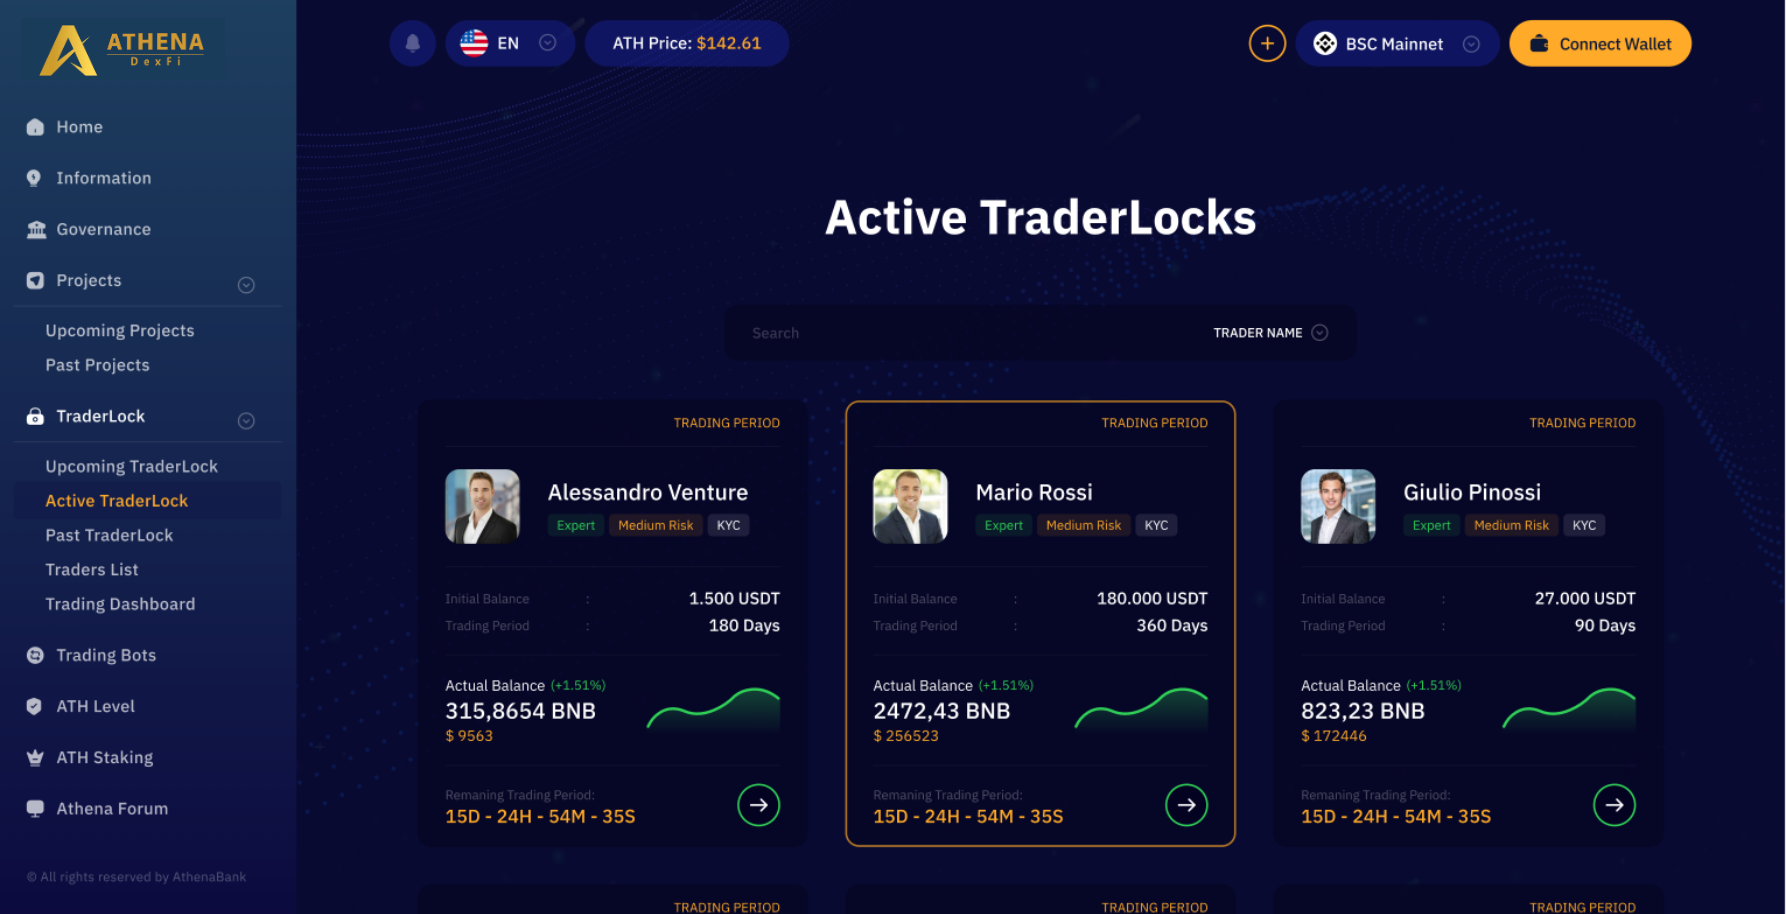 ATHENA
DexFi
Home
Information
Governance
Projects
Upcoming Projects
Past Projects
TraderLock
Upcoming TraderLock
Active TraderLock
Past TraderLock
Traders List
Trading Dashboard
Trading Bots
ATH Level
ATH Staking
Athena Forum
© All rights reserved by AthenaBank
EN
ATH Price: $142.61
BSC Mainnet
Connect Wallet
Active TraderLocks
Search
TRADER NAME
TRADING PERIOD
Alessandro Venture
Expert Medium Risk KYC
Initial Balance : 1.500 USDT
Trading Period : 180 Days
Actual Balance (+1.51%)
315,8654 BNB
$ 9563
Remaning Trading Period:
15D - 24H - 54M - 35S
TRADING PERIOD
Mario Rossi
Expert Medium Risk KYC
Initial Balance : 180.000 USDT
Trading Period : 360 Days
Actual Balance (+1.51%)
2472,43 BNB
$ 256523
Remaning Trading Period:
15D - 24H - 54M - 35S
TRADING PERIOD
Giulio Pinossi
Expert Medium Risk KYC
Initial Balance : 27.000 USDT
Trading Period : 90 Days
Actual Balance (+1.51%)
823,23 BNB
$ 172446
Remaning Trading Period:
15D - 24H - 54M - 35S
TRADING PERIOD
TRADING PERIOD
TRADING PERIOD